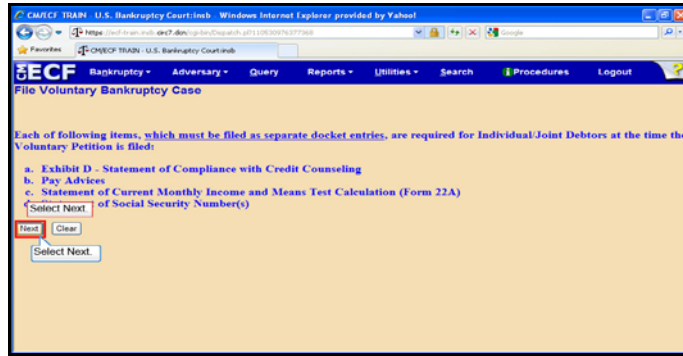 CM/ECF TRAIN - U.S. Bankruptcy Court:insb - Windows Internet Explorer provided by Yahoo!
Google
Favorites CM/ECF TRAIN - U.S. Bankruptcy Court:insb
ECF Bankruptcy Adversary Query Reports Utilities Search Procedures Logout ?
File Voluntary Bankruptcy Case
Each of following items, which must be filed as separate docket entries, are required for Individual/Joint Debtors at the time the
Voluntary Petition is filed:
a. Exhibit D - Statement of Compliance with Credit Counseling
b. Pay Advices
c. Statement of Current Monthly Income and Means Test Calculation (Form 22A)
of Social Security Number(s)
Select Next.
Next Clear
Select Next.